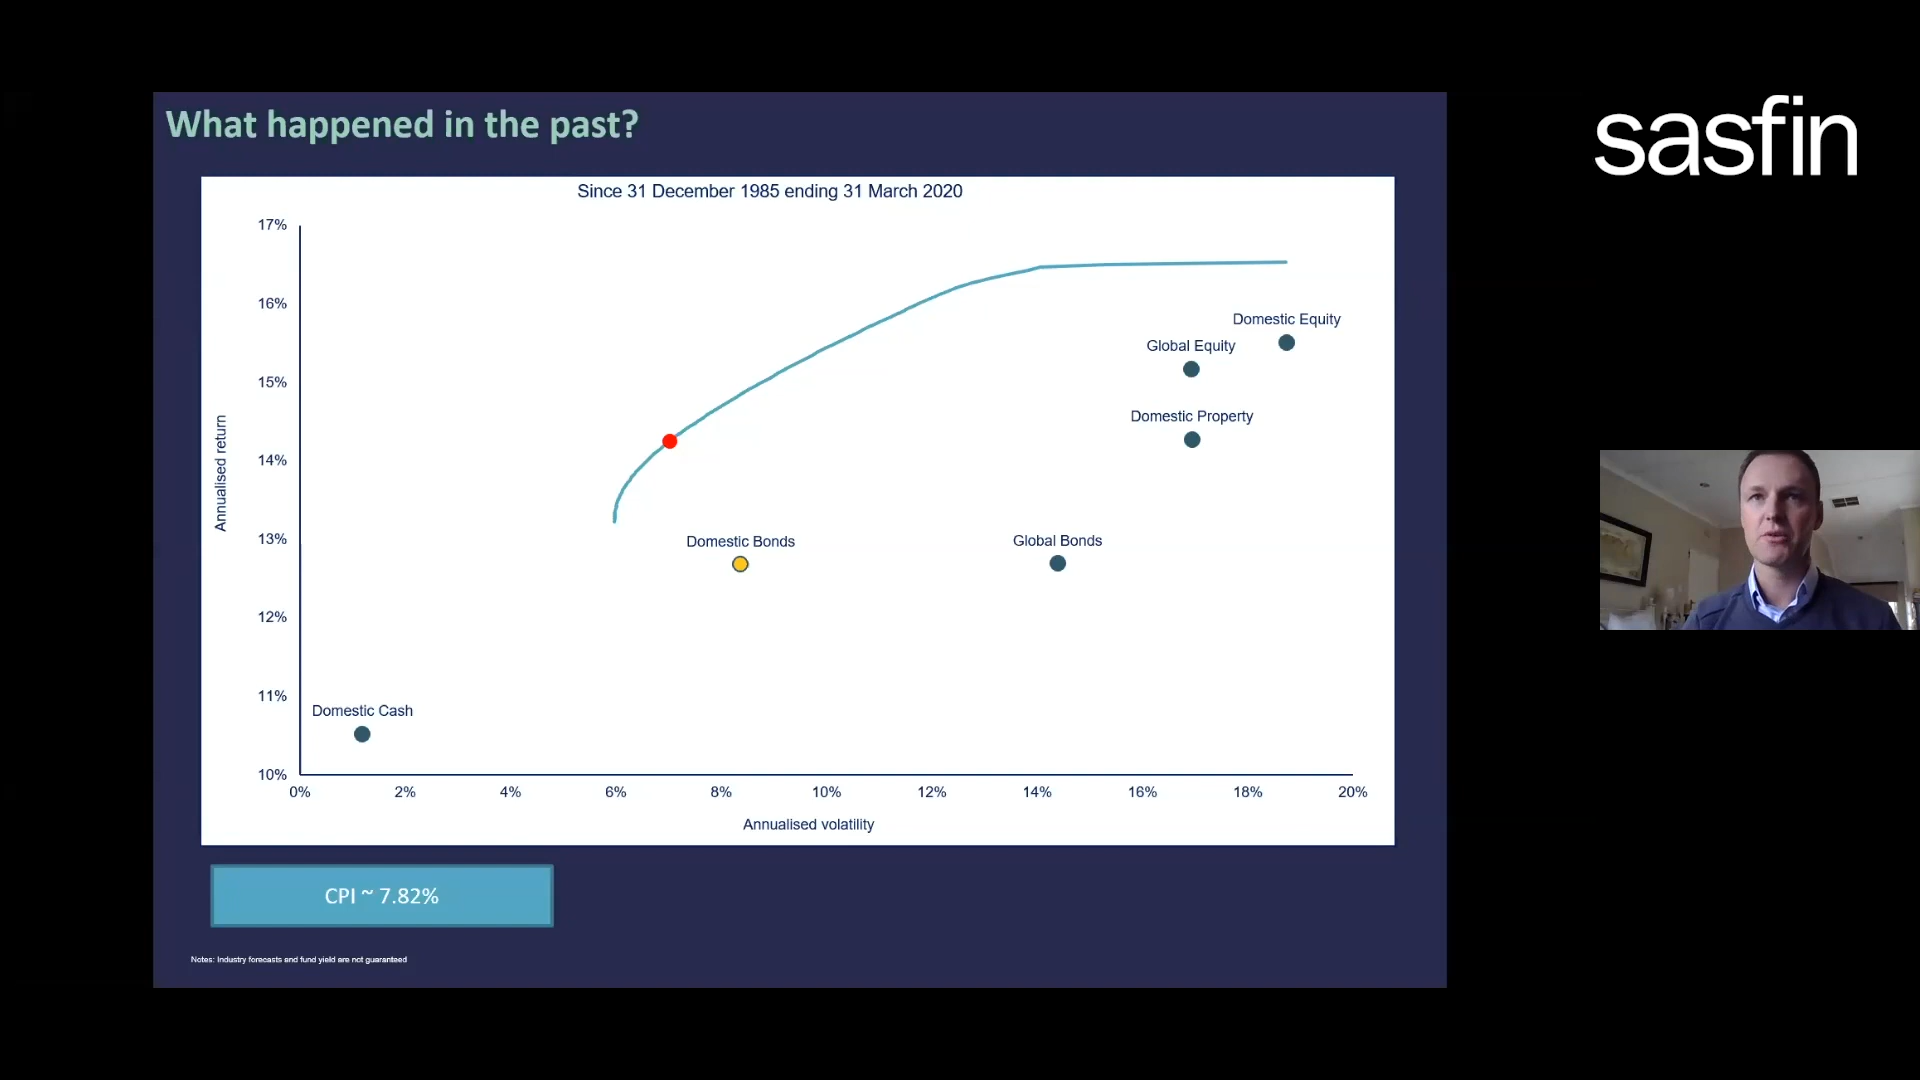 What happened in the past?
sasfin
Since 31 December 1985 ending 31 March 2020
17%
16%
15%
14%
13%
12%
11%
10%
Annualised return
Domestic Equity
Global Equity
Domestic Property
Domestic Bonds
Global Bonds
Domestic Cash
0% 2% 4% 6% 8% 10% 12% 14% 16% 18% 20%
Annualised volatility
CPI ~ 7.82%
Notes: Industry forecasts and fund yield are not guaranteed